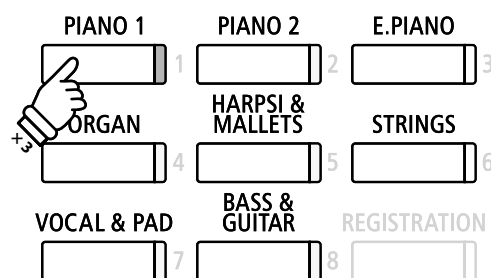 PIANO 1 PIANO 2 E.PIANO
1 2 3
HARPSI &
ORGAN MALLETS STRINGS
+3
4 5 6
BASS &
VOCAL & PAD GUITAR REGISTRATION
7 8